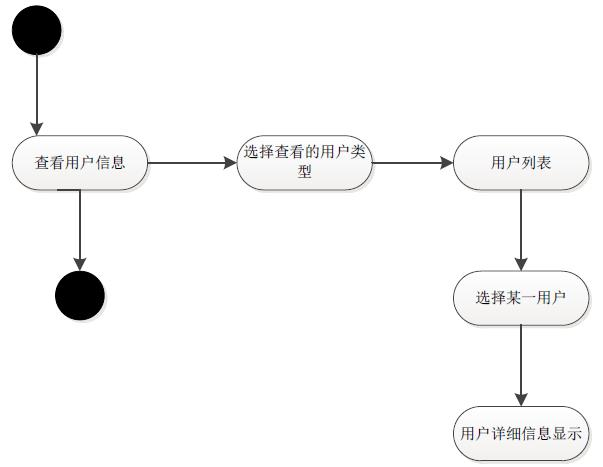 查看用户信息
选择查看的用户类
型
用户列表
选择某一用户
用户详细信息显示